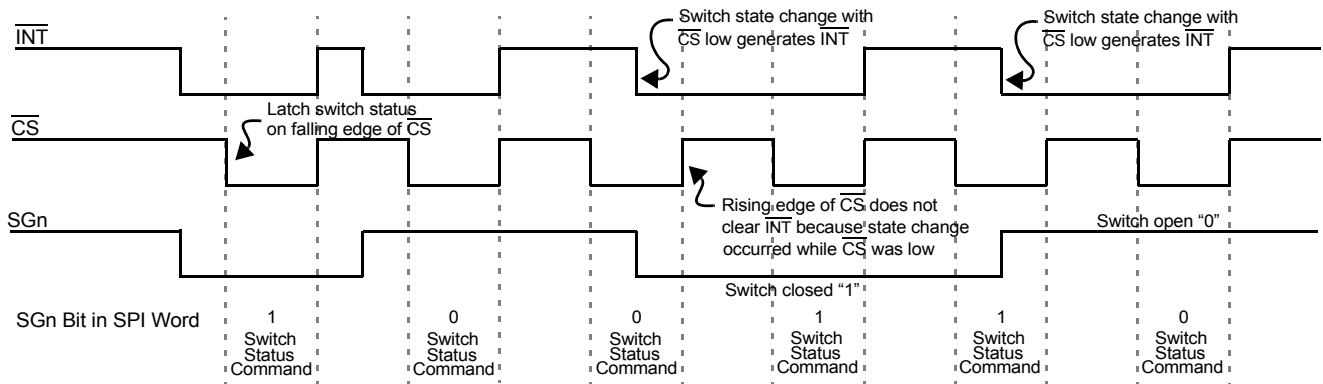 INT
Switch state change with
CS low generates INT
Switch state change with
CS low generates INT
Latch switch status
on falling edge of CS
CS
Rising edge of CS does not
clear INT because state change
occurred while CS was low
SGn
Switch open “0”
Switch closed “1”
SGn Bit in SPI Word
1
Switch
Status
Command
0
Switch
Status
Command
0
Switch
Status
Command
1
Switch
Status
Command
1
Switch
Status
Command
0
Switch
Status
Command